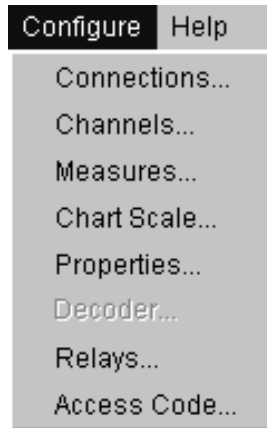 Configure Help
Connections...
Channels...
Measures...
Chart Scale...
Properties...
Decoder...
Relays...
Access Code...